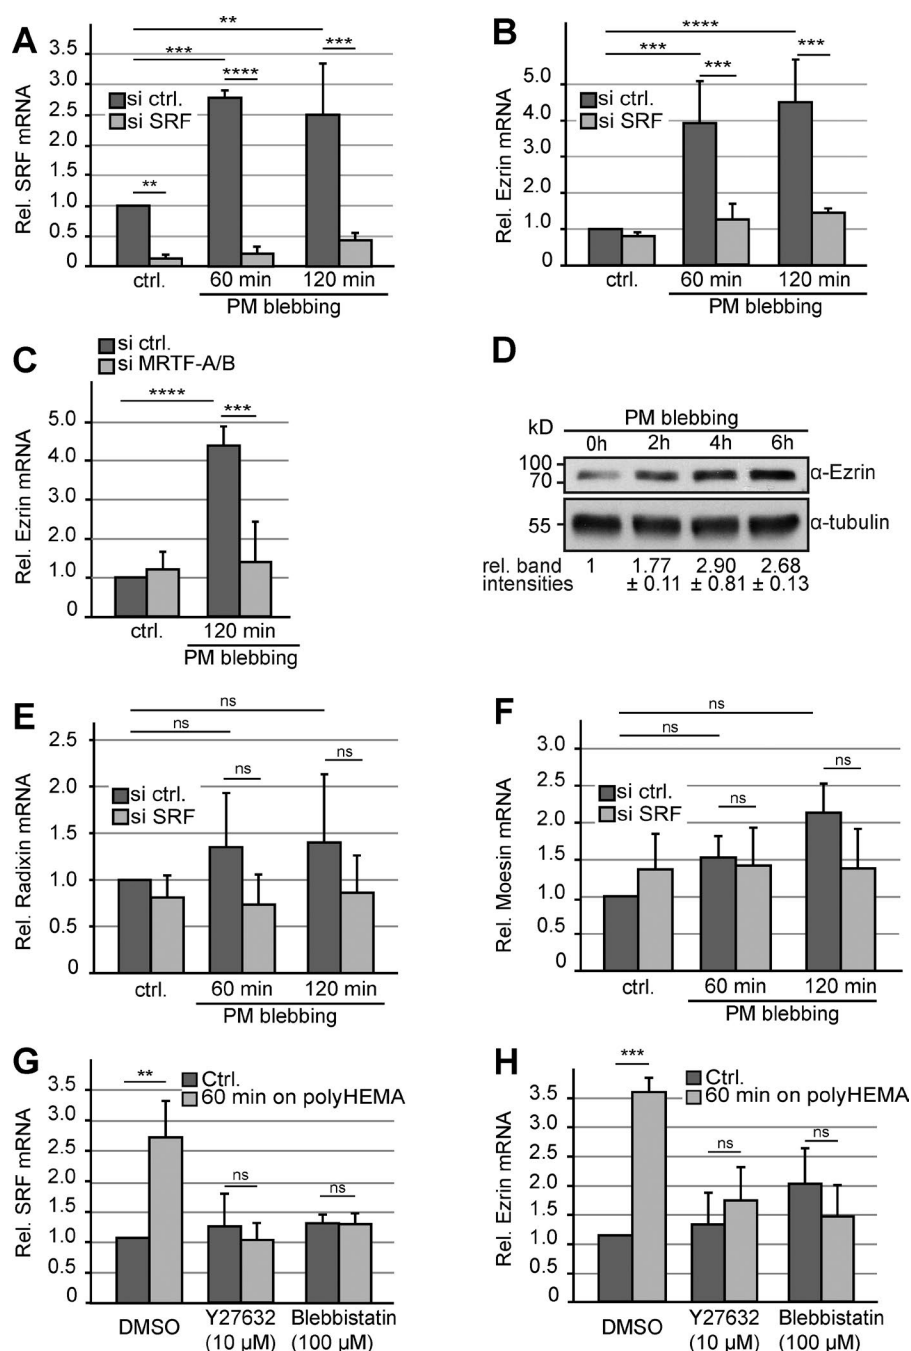 A
**
***
***
****
3.5
3.0
2.5
2.0
1.5
1.0
0.5
0
Rel. SRF mRNA
si ctrl.
si SRF
**
ctrl.
60 min
120 min
PM blebbing
B
****
***
***
***
5.0
4.0
2.0
1.0
0
Rel. Ezrin mRNA
si ctrl.
si SRF
ctrl.
60 min
120 min
PM blebbing
C
si ctrl.
si MRTF-A/B
****
***
5.0
4.0
3.0
2.0
1.0
0
Rel. Ezrin mRNA
ctrl.
120 min
PM blebbing
D
PM blebbing
kD
0h 2h 4h 6h
100
70
α-Ezrin
55
α-tubulin
rel. band 1 1.77 2.90 2.68
intensities ± 0.11 ± 0.81 ± 0.13
E
ns
ns
ns
ns
2.5
2.0
1.5
1.0
0.5
0
Rel. Radixin mRNA
si ctrl.
si SRF
ctrl.
60 min
120 min
PM blebbing
F
ns
ns
ns
ns
3.0
2.5
2.0
1.5
1.0
0.5
0
Rel. Moesin mRNA
si ctrl.
si SRF
ctrl.
60 min
120 min
PM blebbing
G
**
Ctrl.
60 min on polyHEMA
3.5
3.0
2.5
2.0
1.5
1.0
0.5
0
Rel. SRF mRNA
ns
ns
DMSO
Y27632
(10 µM)
Blebbistatin
(100 µM)
H
***
Ctrl.
60 min on polyHEMA
3.5
3.0
2.5
2.0
1.5
1.0
0.5
0
Rel. Ezrin mRNA
ns
ns
DMSO
Y27632
(10 µM)
Blebbistatin
(100 µM)